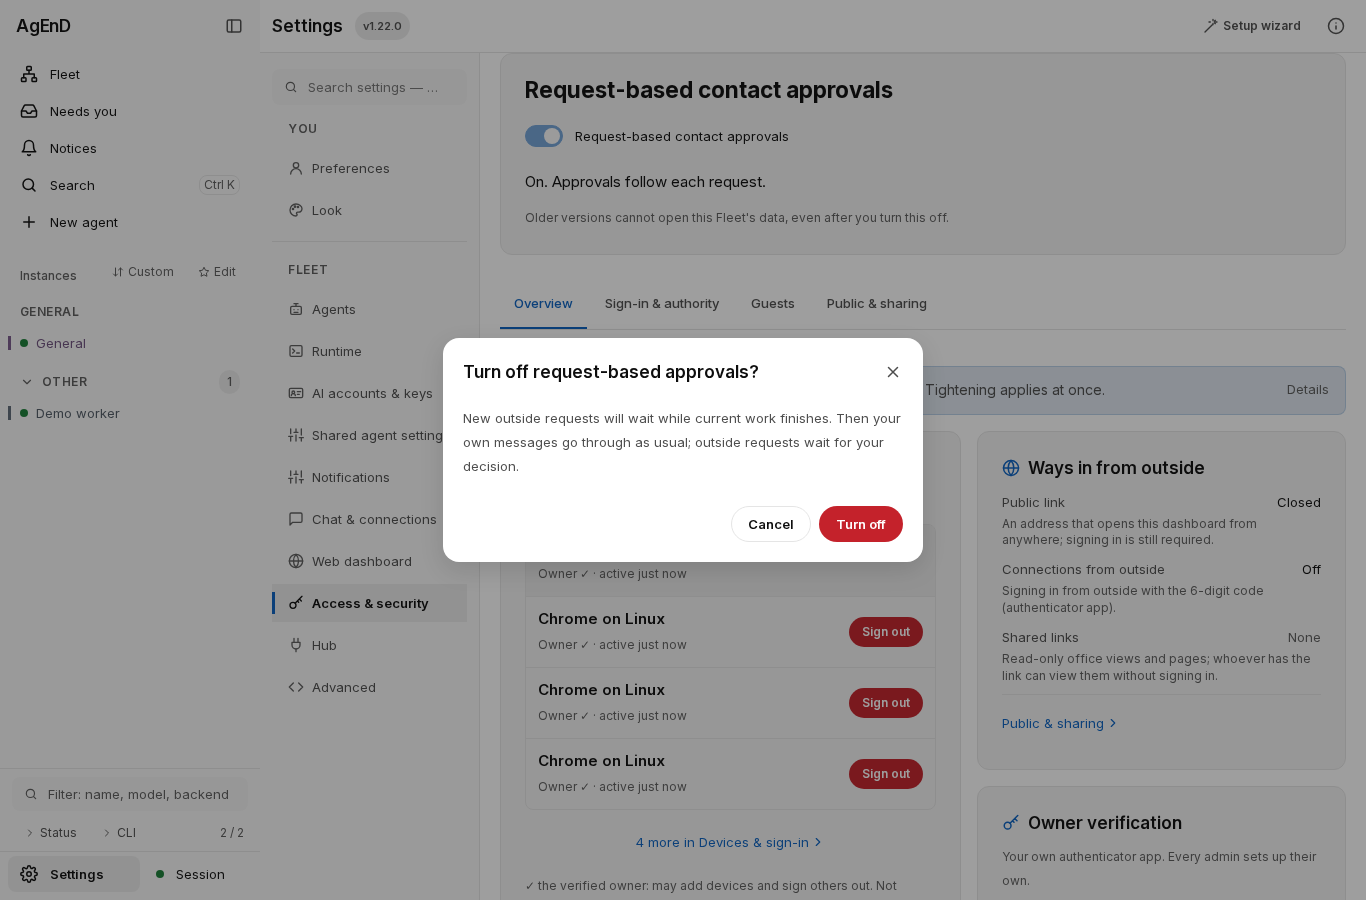 AgEnD
Fleet
Needs you
Notices
Search
Ctrl K
New agent
Instances
Custom
Edit
GENERAL
General
OTHER
1
Demo worker
Filter: name, model, backend
Status
CLI
2 / 2
Settings
Session
Settings
v1.22.0
Setup wizard
Search settings — …
YOU
Preferences
Look
FLEET
Agents
Runtime
AI accounts & keys
Shared agent setting
Notifications
Chat & connections
Web dashboard
Access & security
Hub
Advanced
Request-based contact approvals
Request-based contact approvals
On. Approvals follow each request.
Older versions cannot open this Fleet's data, even after you turn this off.
Overview
Sign-in & authority
Guests
Public & sharing
Tightening applies at once.
Details
Turn off request-based approvals?
New outside requests will wait while current work finishes. Then your
own messages go through as usual; outside requests wait for your
decision.
Cancel
Turn off
Owner ✓ · active just now
Chrome on Linux
Owner ✓ · active just now
Sign out
Chrome on Linux
Owner ✓ · active just now
Sign out
Chrome on Linux
Owner ✓ · active just now
Sign out
4 more in Devices & sign-in
✓ the verified owner: may add devices and sign others out. Not
Ways in from outside
Public link
Closed
An address that opens this dashboard from
anywhere; signing in is still required.
Connections from outside
Off
Signing in from outside with the 6-digit code
(authenticator app).
Shared links
None
Read-only office views and pages; whoever has the
link can view them without signing in.
Public & sharing
Owner verification
Your own authenticator app. Every admin sets up their
own.